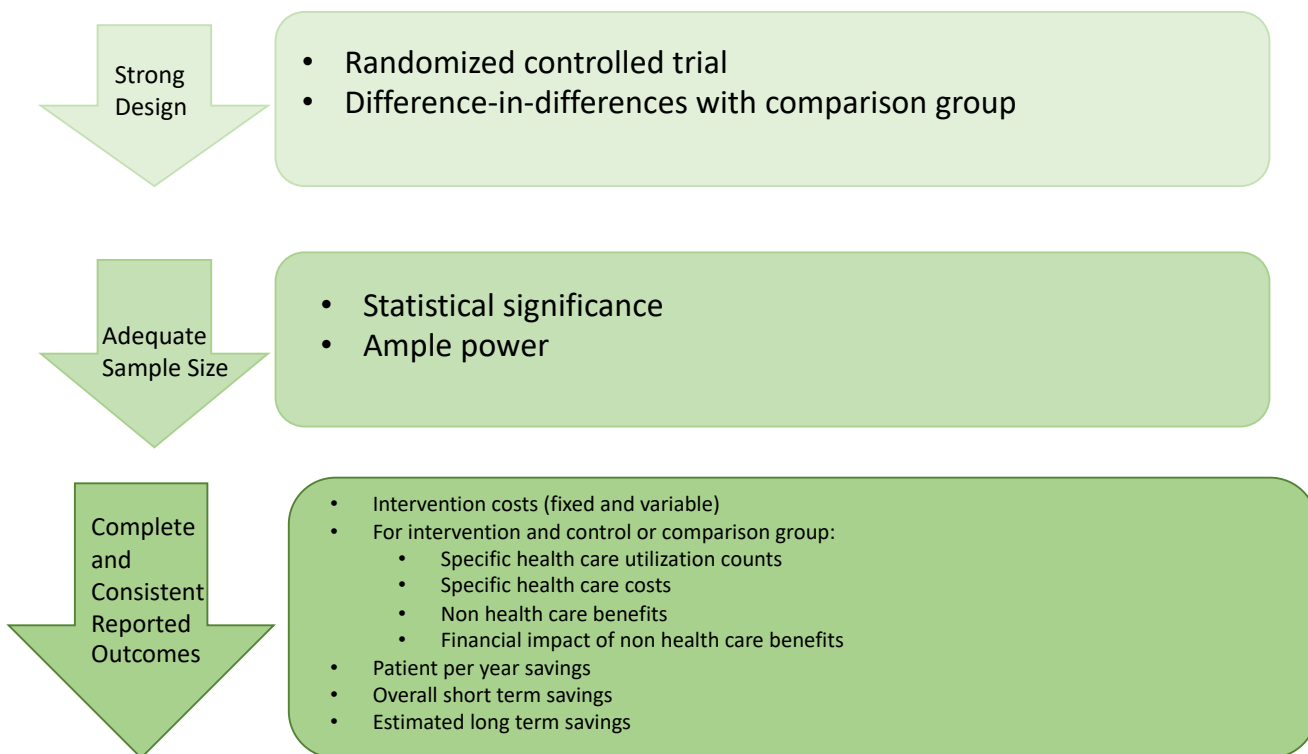 Strong
Design
• Randomized controlled trial
• Difference-in-differences with comparison group
Adequate
Sample Size
• Statistical significance
• Ample power
Complete
and
Consistent
Reported
Outcomes
• Intervention costs (fixed and variable)
• For intervention and control or comparison group:
• Specific health care utilization counts
• Specific health care costs
• Non health care benefits
• Financial impact of non health care benefits
• Patient per year savings
• Overall short term savings
• Estimated long term savings